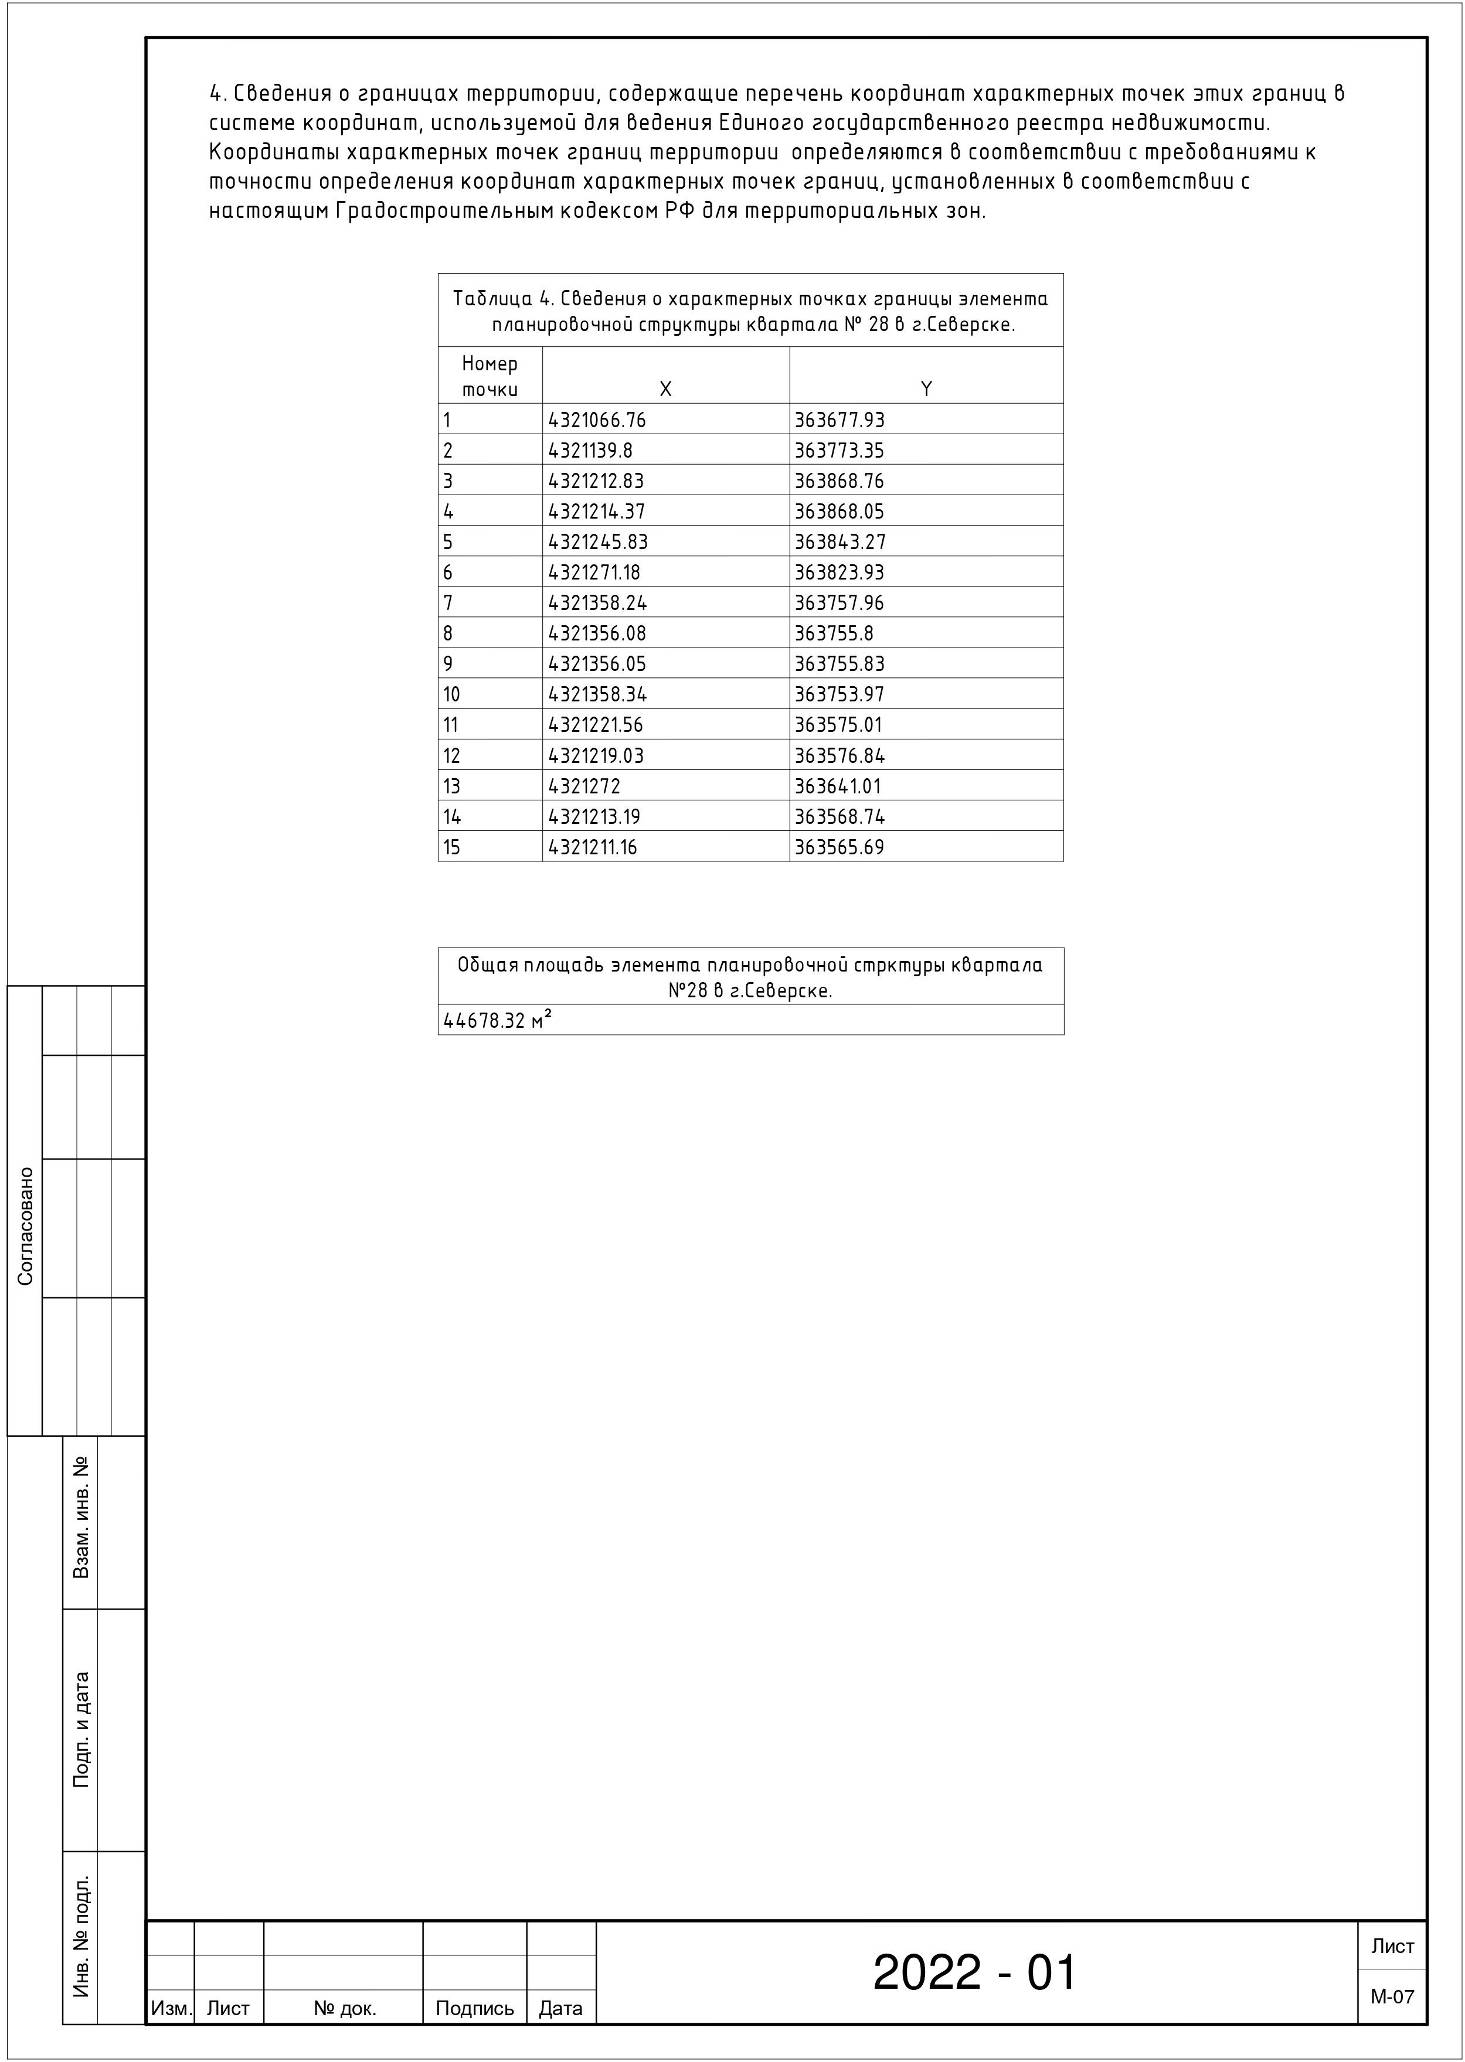 4. Сведения о границах территории, содержащие перечень координат характерных точек этих границ в
системе координат, используемой для ведения Единого государственного реестра недвижимости.
Координаты характерных точек границ территории  определяются в соответствии с требованиями к
точности определения координат характерных точек границ, установленных в соответствии с
настоящим Градостроительным кодексом РФ для территориальных зон.
Таблица 4. Сведения о характерных точках границы элемента
планировочной структуры квартала № 28 в г.Северске.
Номер
точки X Y
1 4321066.76 363677.93
2 4321139.8 363773.35
3 4321212.83 363868.76
4 4321214.37 363868.05
5 4321245.83 363843.27
6 4321271.18 363823.93
7 4321358.24 363757.96
8 4321356.08 363755.8
9 4321356.05 363755.83
10 4321358.34 363753.97
11 4321221.56 363575.01
12 4321219.03 363576.84
13 4321272 363641.01
14 4321213.19 363568.74
15 4321211.16 363565.69
Общая площадь элемента планировочной стрктуры квартала
№28 в г.Северске.
44678.32 м²
Согласовано
Взам. инв. №
Подп. и дата
Инв. № подл.
Изм. Лист № док. Подпись Дата
2022 - 01
Лист
М-07